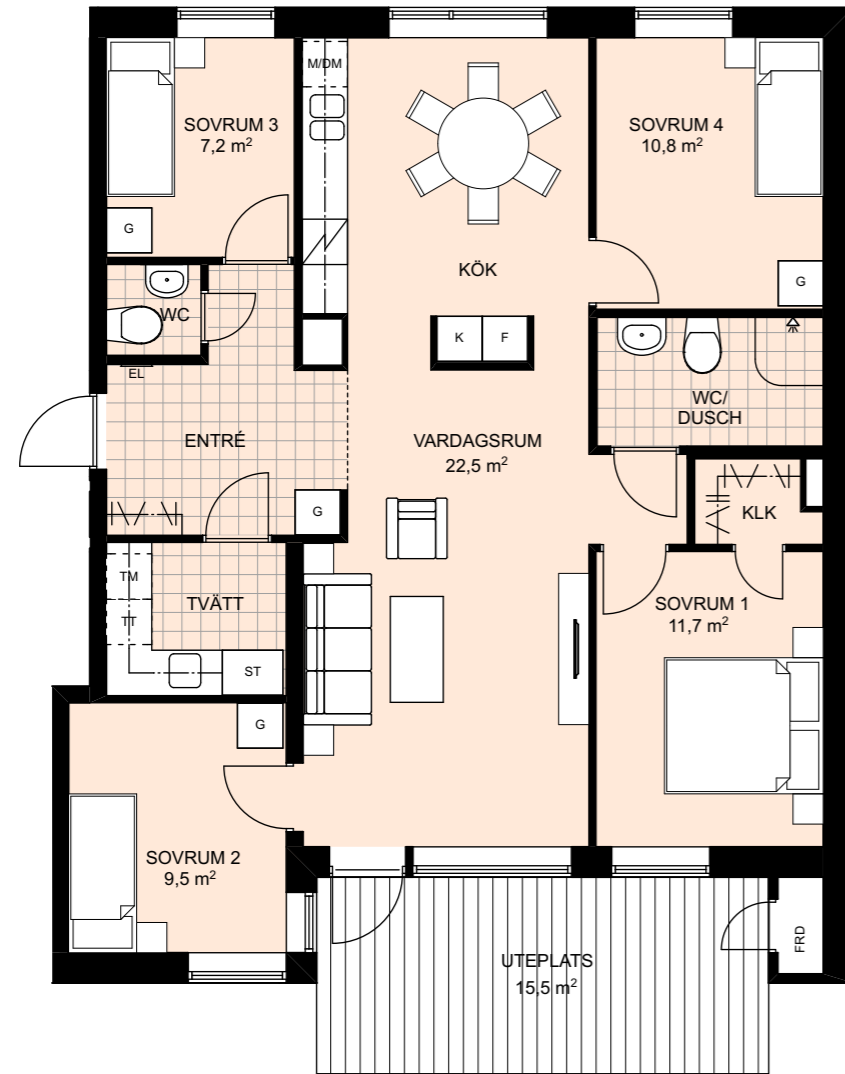 M/DM
SOVRUM 3
7,2 m²
SOVRUM 4
10,8 m²
G
KÖK
G
WC
K F
EL
WC/
DUSCH
ENTRÉ
VARDAGSRUM
22,5 m²
G
KLK
TM
TVÄTT
TT
SOVRUM 1
11,7 m²
ST
G
SOVRUM 2
9,5 m²
FRD
UTEPLATS
15,5 m²